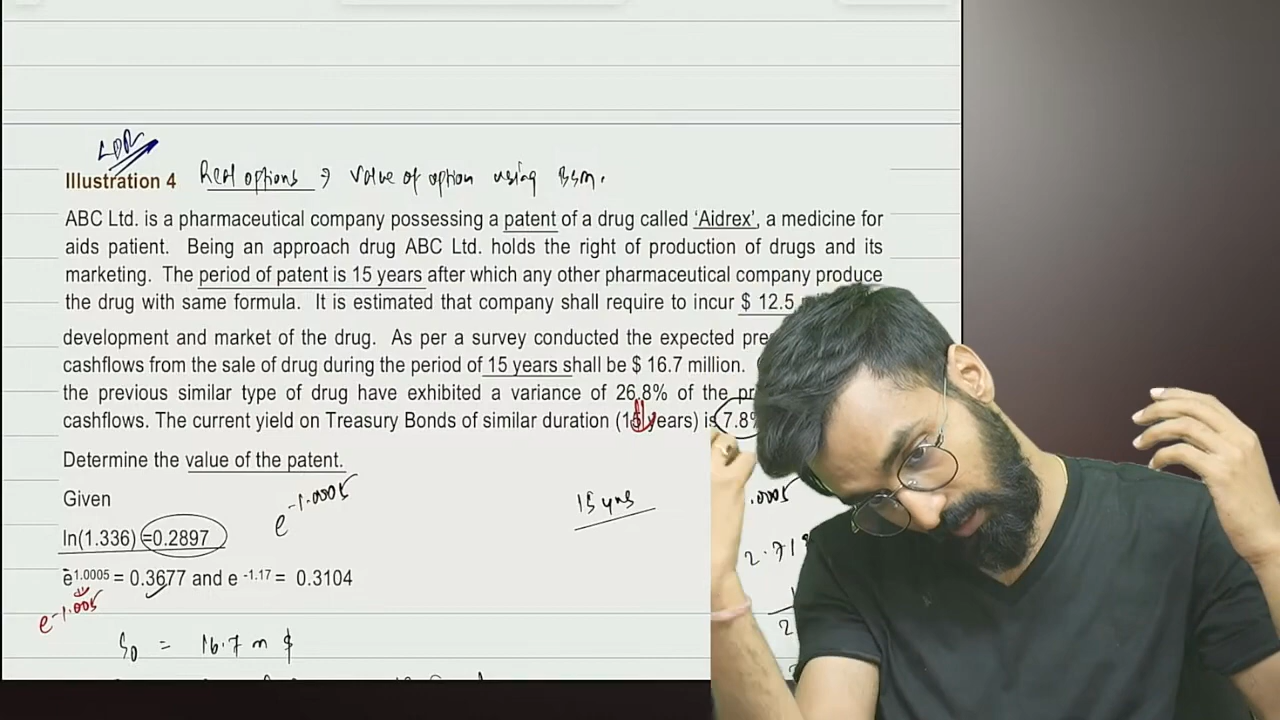 LDR
Illustration 4 Real options → Value of option using BSM.
ABC Ltd. is a pharmaceutical company possessing a patent of a drug called ‘Aidrex’, a medicine for
aids patient. Being an approach drug ABC Ltd. holds the right of production of drugs and its
marketing. The period of patent is 15 years after which any other pharmaceutical company produce
the drug with same formula. It is estimated that company shall require to incur $ 12.5
development and market of the drug. As per a survey conducted the expected
cashflows from the sale of drug during the period of 15 years shall be $ 16.7 million.
the previous similar type of drug have exhibited a variance of 26.8% of the
cashflows. The current yield on Treasury Bonds of similar duration (15 years) is 7.8%
Determine the value of the patent.
Given
e^-1.0005
15 yrs
.0005
ln(1.336) =0.2897
2.71
e^-1.0005 = 0.3677 and e^-1.17 = 0.3104
e^-1.005
2
S0 = 16.7 m $